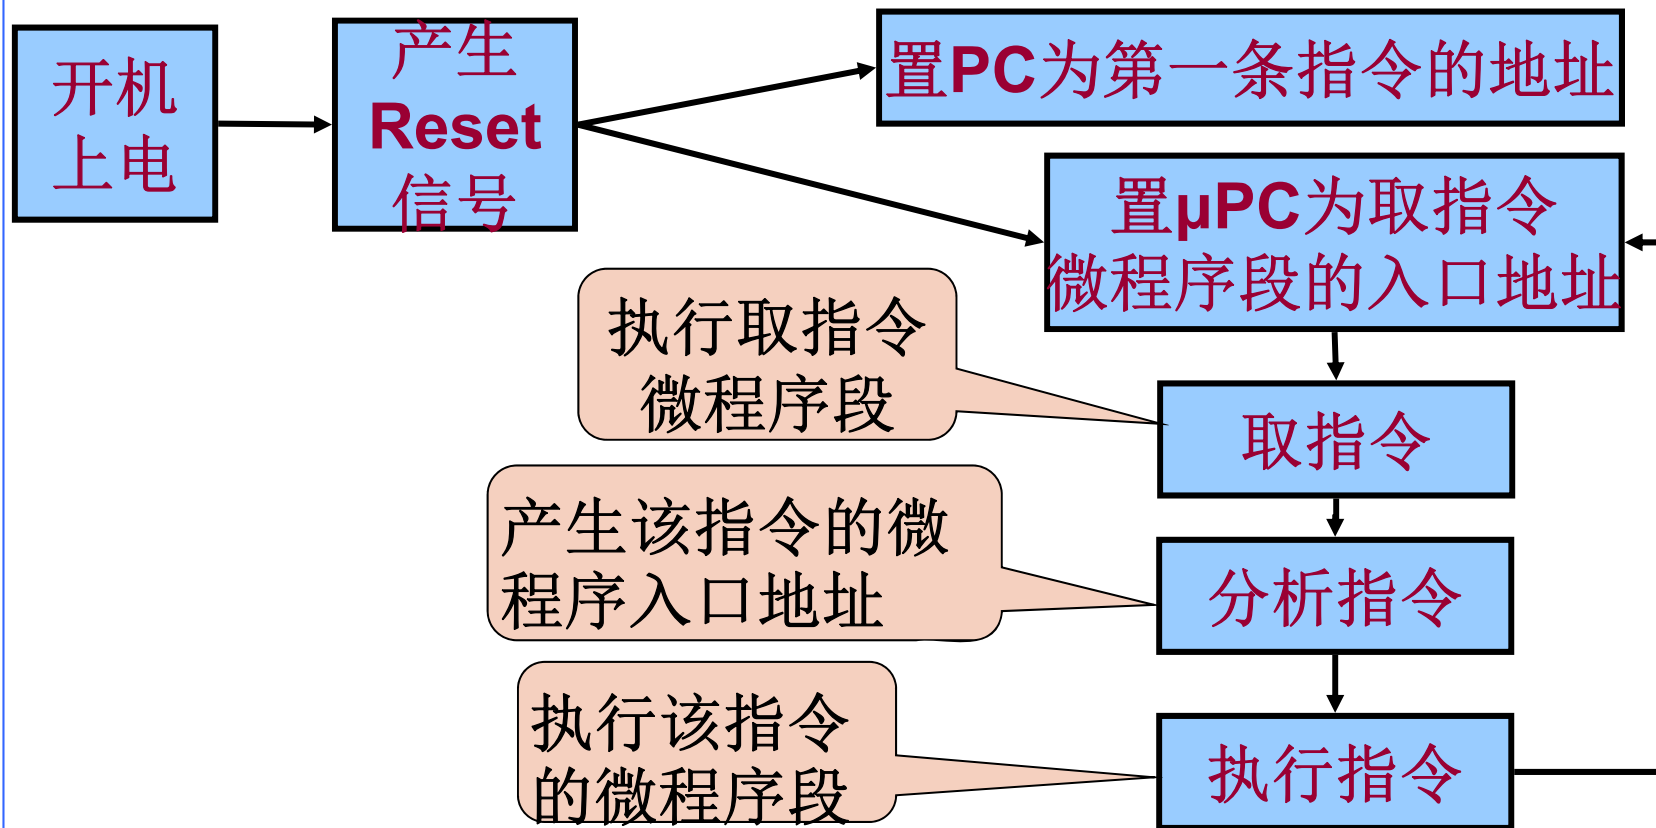 开机
上电
产生
Reset
信号
置PC为第一条指令的地址
置μPC为取指令
微程序段的入口地址
执行取指令
微程序段
取指令
产生该指令的微
程序入口地址
分析指令
执行该指令
的微程序段
执行指令